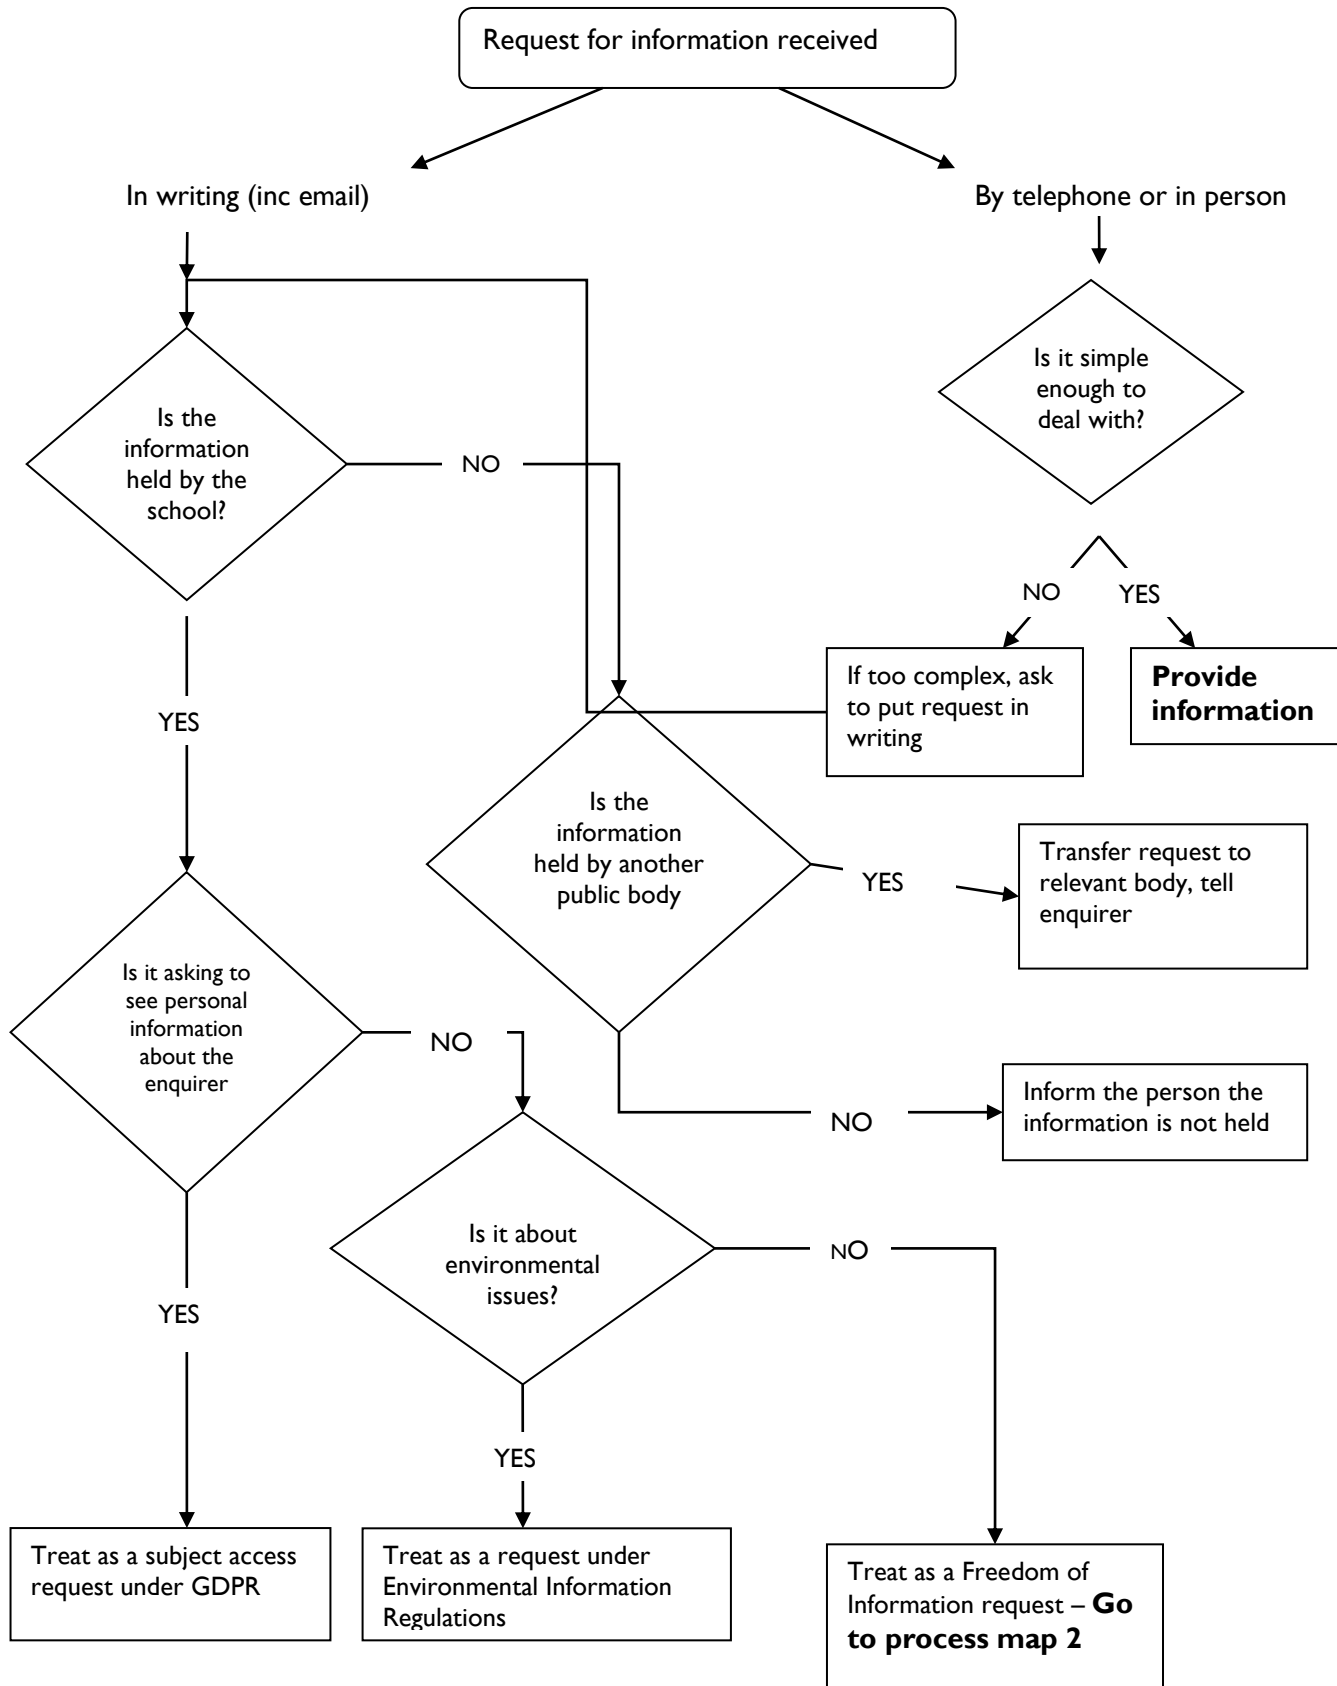 Request for information received
In writing (inc email)
By telephone or in person
Is it simple
enough to
deal with?
Is the
information
held by the
school?
NO
NO
YES
If too complex, ask
to put request in
writing
Provide
information
YES
Is the
information
held by another
public body
YES
Transfer request to
relevant body, tell
enquirer
Is it asking to
see personal
information
about the
enquirer
NO
NO
Inform the person the
information is not held
Is it about
environmental
issues?
NO
YES
YES
Treat as a subject access
request under GDPR
Treat as a request under
Environmental Information
Regulations
Treat as a Freedom of
Information request – Go
to process map 2